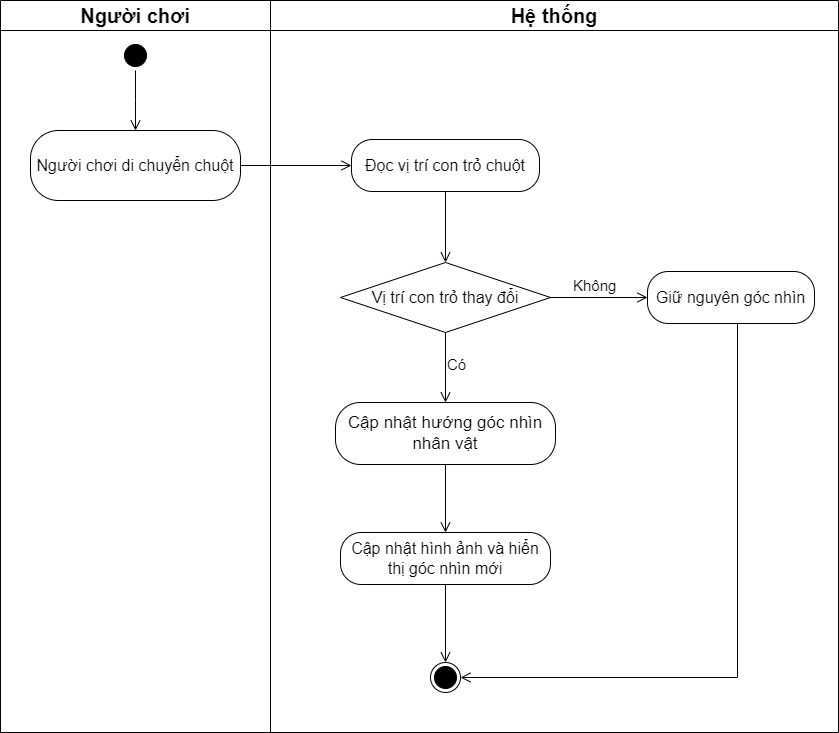 Người chơi
Hệ thống
Người chơi di chuyển chuột
Đọc vị trí con trỏ chuột
Vị trí con trỏ thay đổi
Không
Giữ nguyên góc nhìn
Có
Cập nhật hướng góc nhìn
nhân vật
Cập nhật hình ảnh và hiển
thị góc nhìn mới